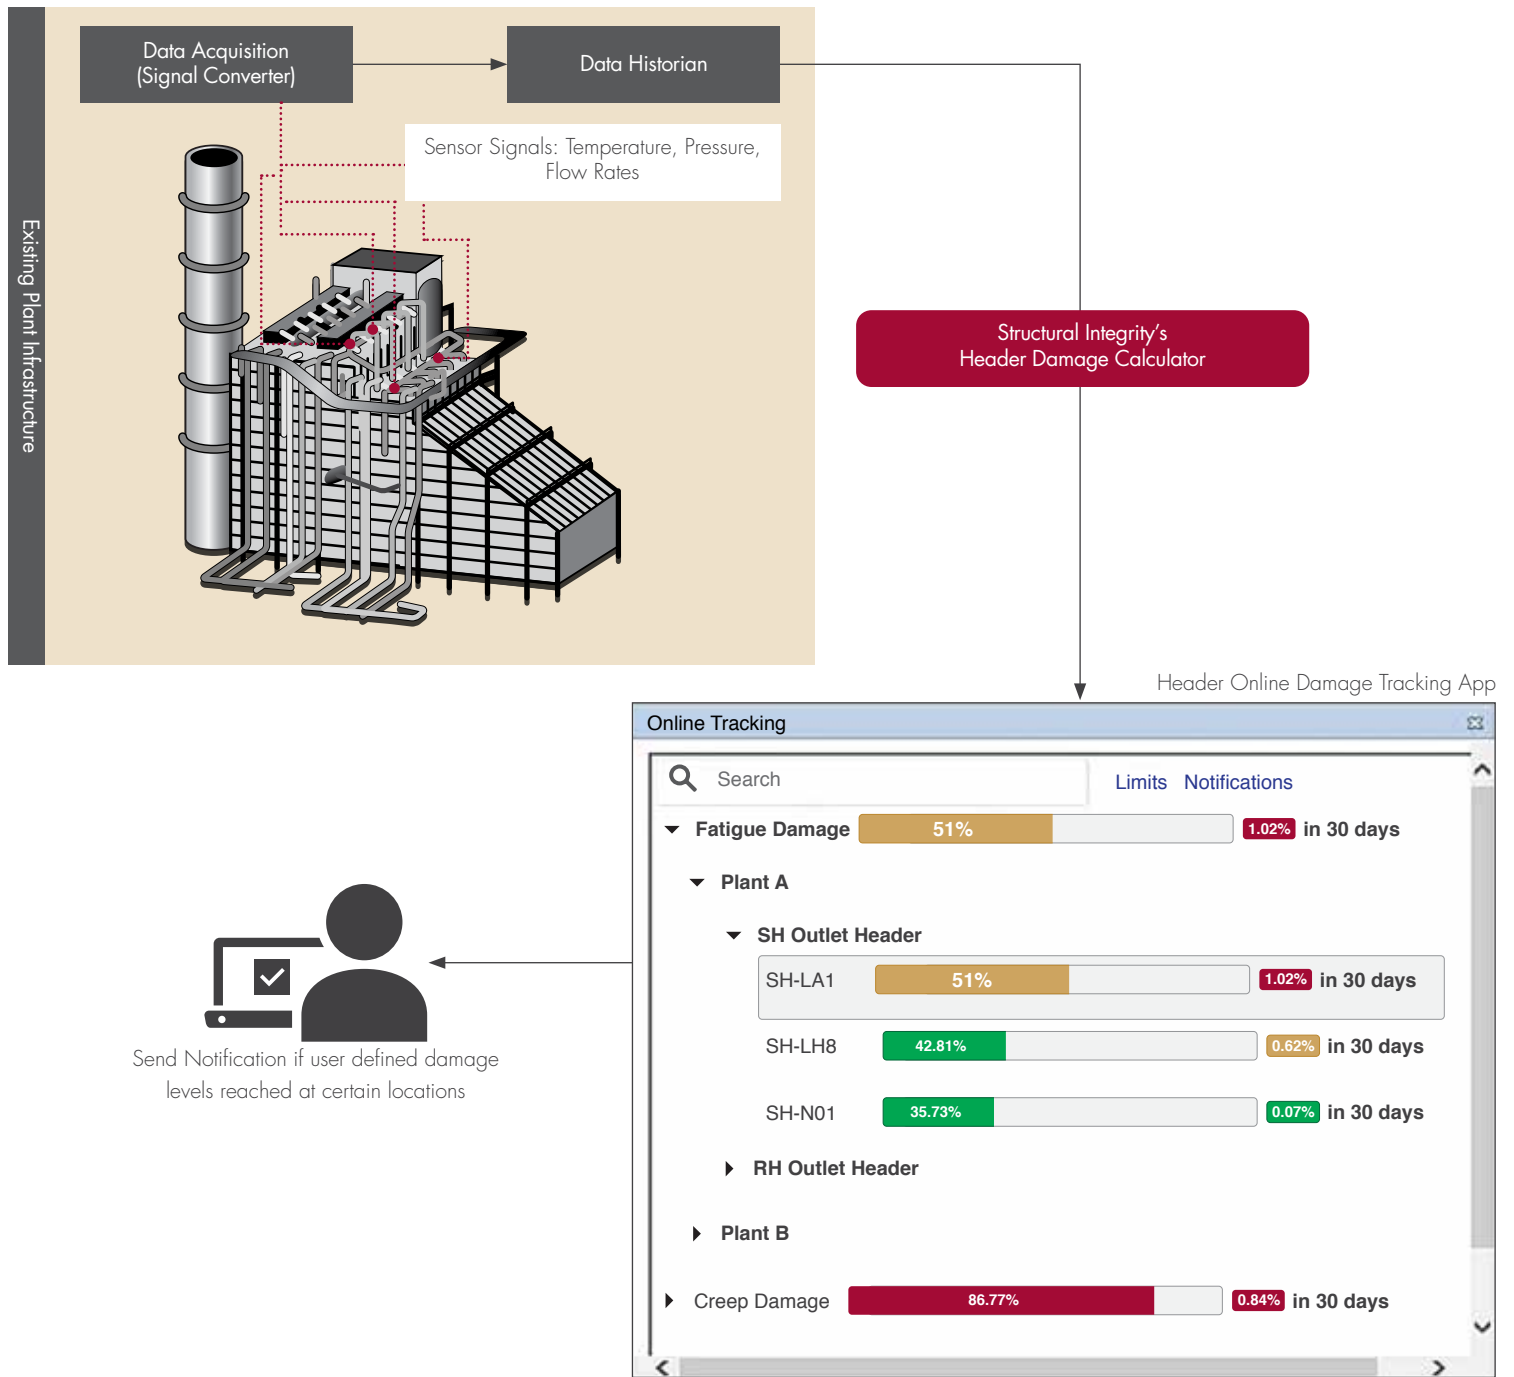 Data Acquisition
(Signal Converter)
Data Historian
Sensor Signals: Temperature, Pressure,
Flow Rates
Existing Plant Infrastructure
Structural Integrity’s
Header Damage Calculator
Header Online Damage Tracking App
Online Tracking
Search
Limits Notifications
Fatigue Damage 51% 1.02% in 30 days
Plant A
SH Outlet Header
SH-LA1 51% 1.02% in 30 days
SH-LH8 42.81% 0.62% in 30 days
SH-N01 35.73% 0.07% in 30 days
RH Outlet Header
Plant B
Creep Damage 86.77% 0.84% in 30 days
Send Notification if user defined damage
levels reached at certain locations